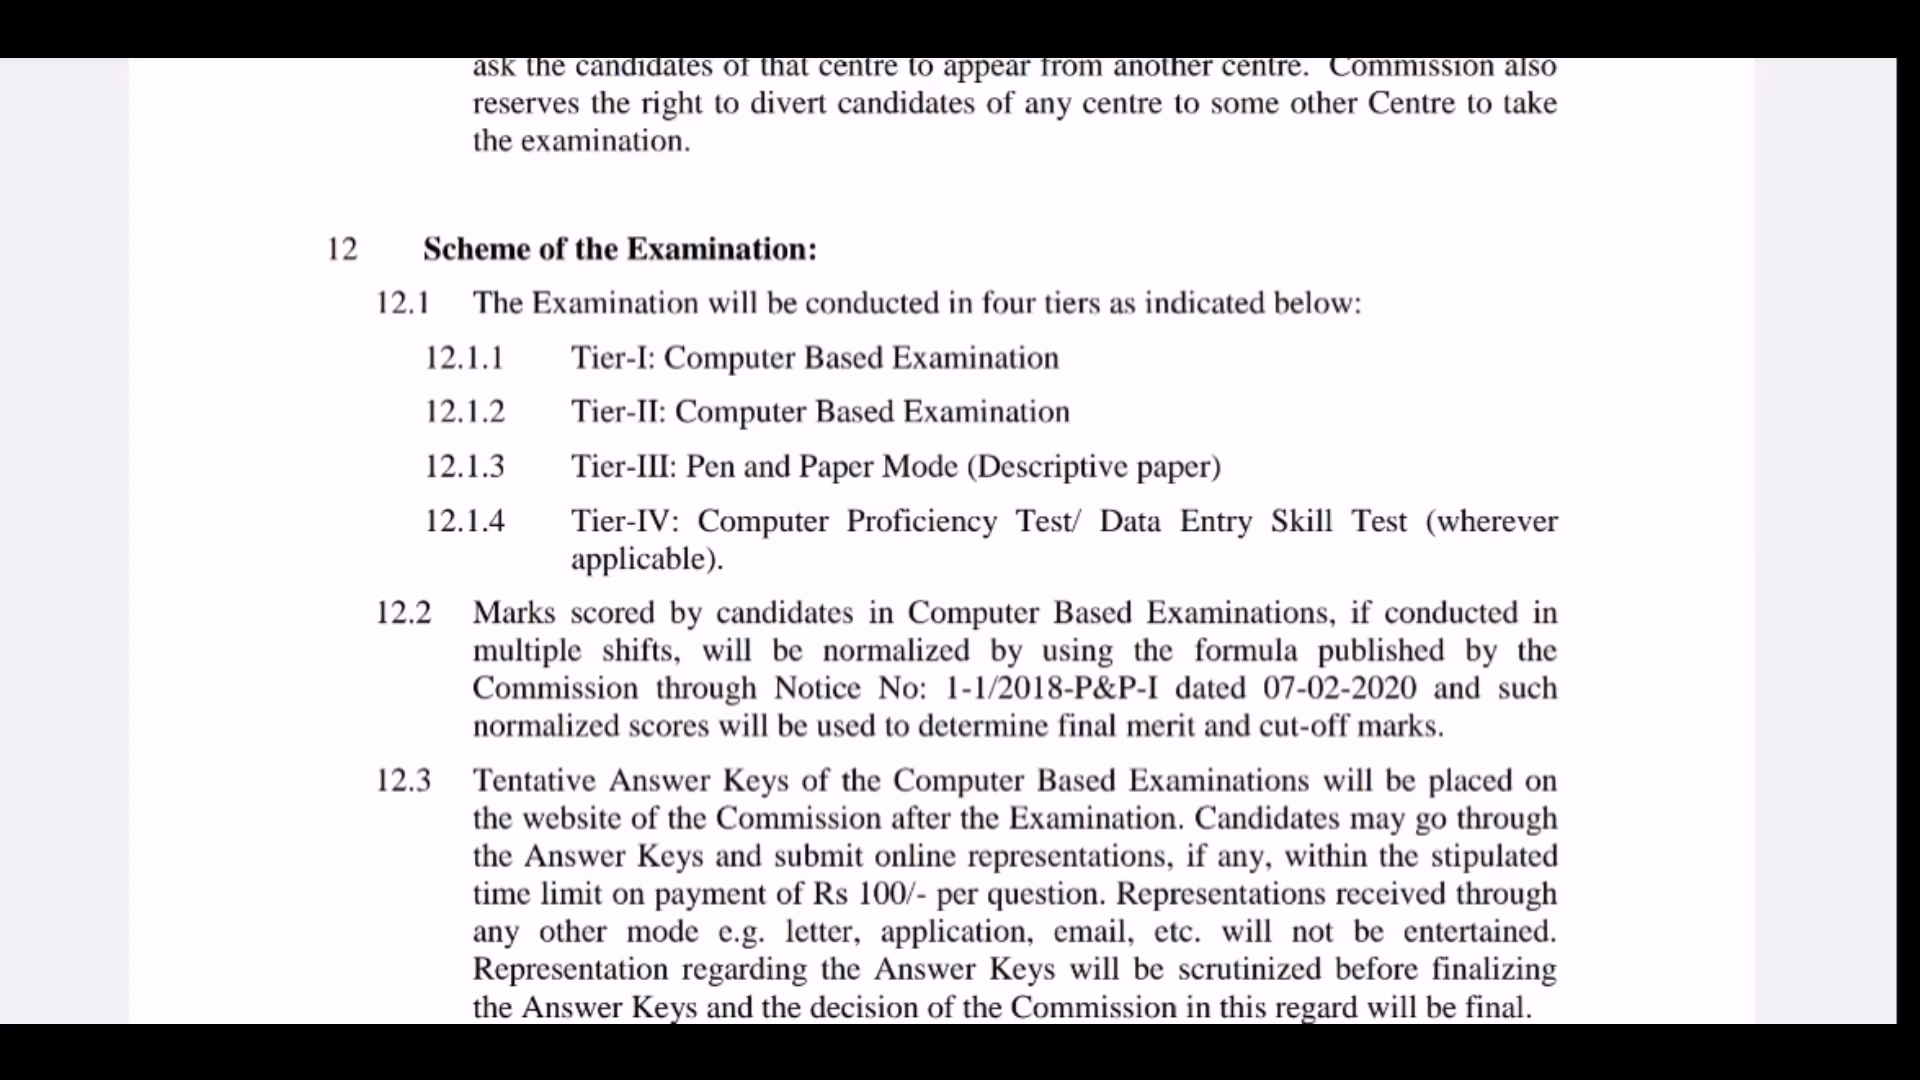 ask the candidates of that centre to appear from another centre. Commission also
reserves the right to divert candidates of any centre to some other Centre to take
the examination.
12 Scheme of the Examination:
12.1 The Examination will be conducted in four tiers as indicated below:
12.1.1 Tier-I: Computer Based Examination
12.1.2 Tier-II: Computer Based Examination
12.1.3 Tier-III: Pen and Paper Mode (Descriptive paper)
12.1.4 Tier-IV: Computer Proficiency Test/ Data Entry Skill Test (wherever
applicable).
12.2 Marks scored by candidates in Computer Based Examinations, if conducted in
multiple shifts, will be normalized by using the formula published by the
Commission through Notice No: 1-1/2018-P&P-I dated 07-02-2020 and such
normalized scores will be used to determine final merit and cut-off marks.
12.3 Tentative Answer Keys of the Computer Based Examinations will be placed on
the website of the Commission after the Examination. Candidates may go through
the Answer Keys and submit online representations, if any, within the stipulated
time limit on payment of Rs 100/- per question. Representations received through
any other mode e.g. letter, application, email, etc. will not be entertained.
Representation regarding the Answer Keys will be scrutinized before finalizing
the Answer Keys and the decision of the Commission in this regard will be final.